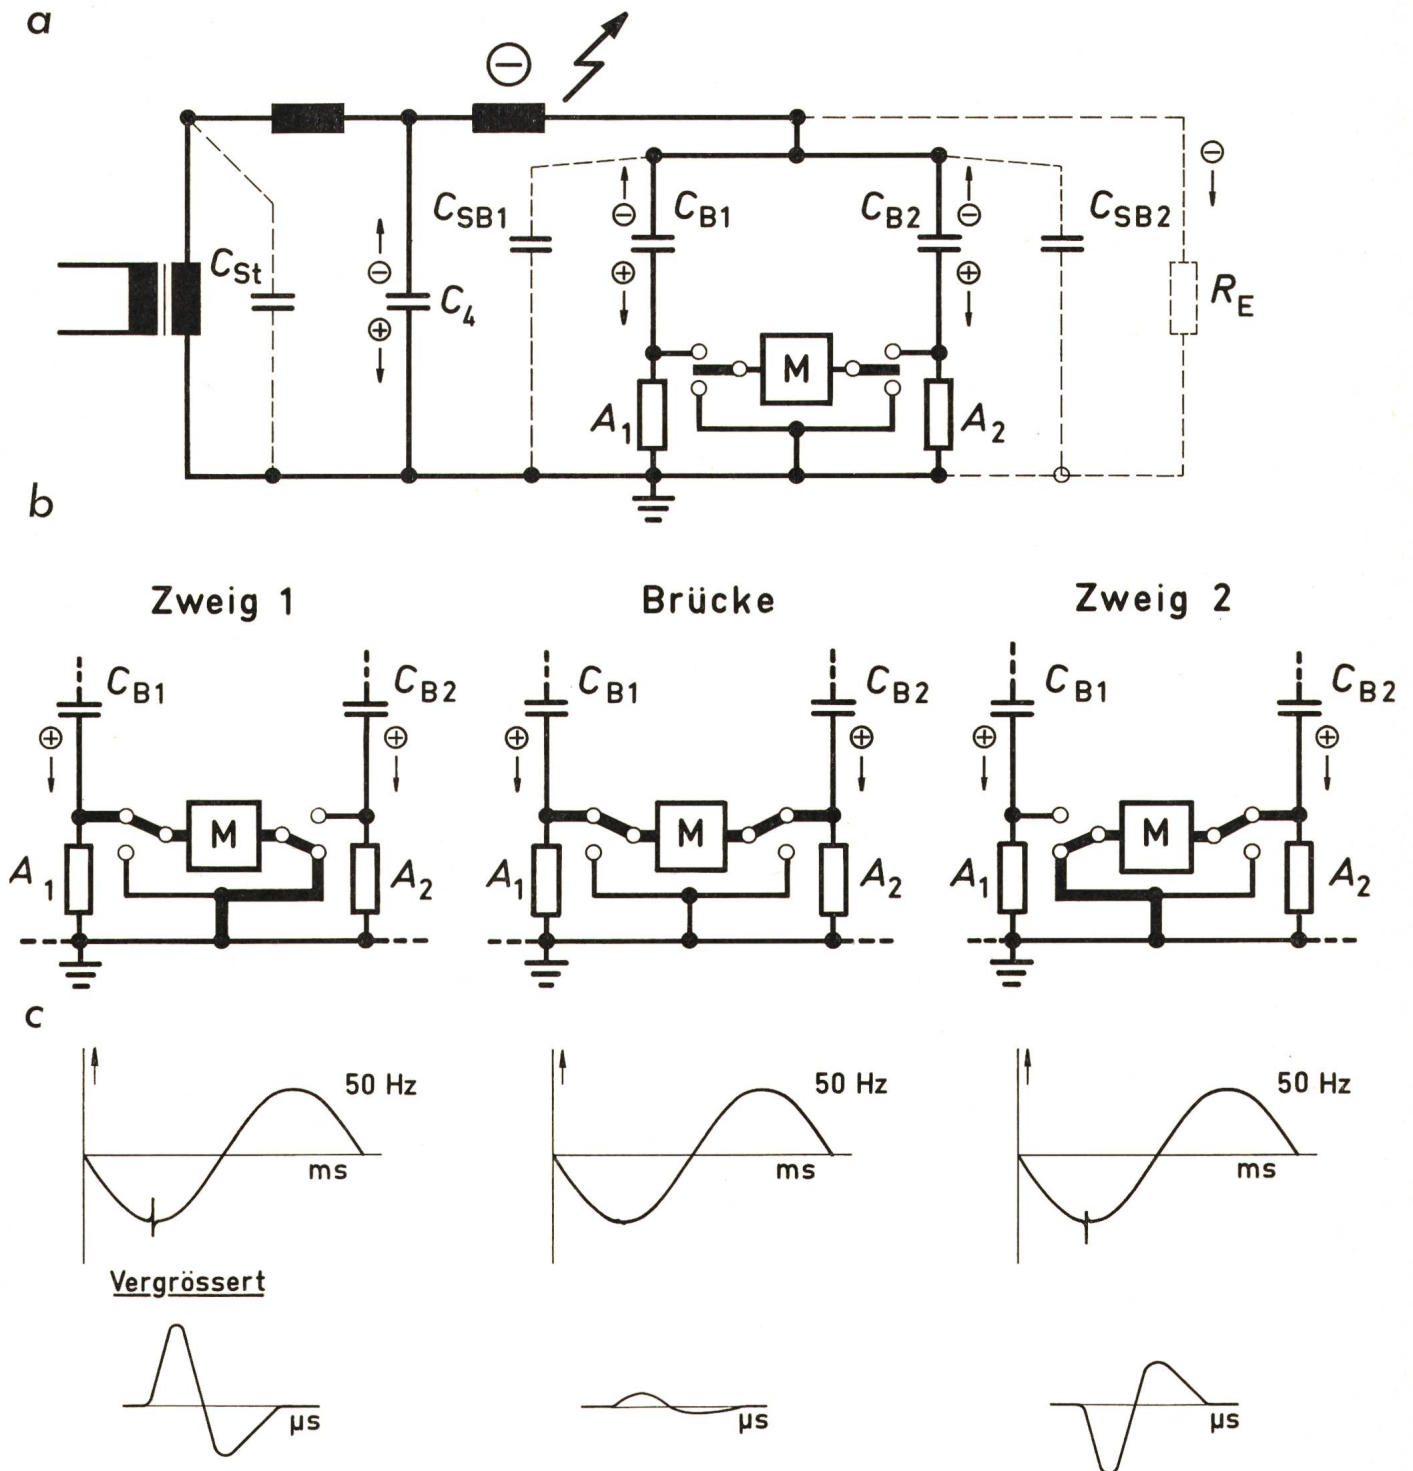 a
⊖
C_SB1 C_B1 C_B2 C_SB2 ⊖
⊖ ⊖
C_St ⊖ ⊕ ⊕
C_4 R_E
⊕
M
A_1 A_2
b
Zweig 1 Brücke Zweig 2
C_B1 C_B2 C_B1 C_B2 C_B1 C_B2
⊕ ⊕ ⊕ ⊕ ⊕ ⊕
M M M
A_1 A_2 A_1 A_2 A_1 A_2
c
50 Hz 50 Hz 50 Hz
ms ms ms
Vergrössert
µs µs µs